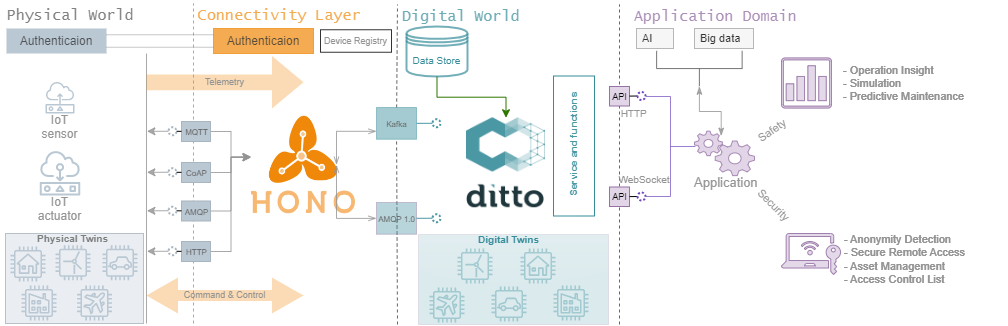 Physical World
Connectivity Layer
Digital World
Application Domain
Authenticaion
Authenticaion
Device Registry
Data Store
AI
Big data
Telemetry
IoT
sensor
IoT
actuator
MQTT
CoAP
AMQP
HTTP
HONO
Kafka
AMQP 1.0
ditto
Service and functions
API
HTTP
WebSocket
API
Application
Safety
Security
- Operation Insight
- Simulation
- Predictive Maintenance
- Anonymity Detection
- Secure Remote Access
- Asset Management
- Access Control List
Physical Twins
Command & Control
Digital Twins